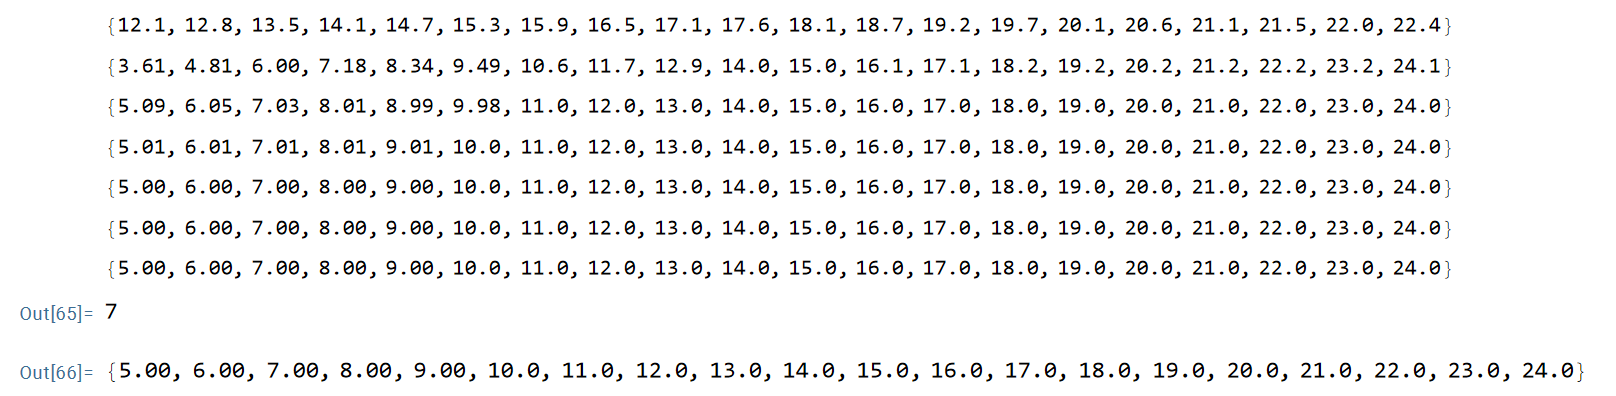 {12.1, 12.8, 13.5, 14.1, 14.7, 15.3, 15.9, 16.5, 17.1, 17.6, 18.1, 18.7, 19.2, 19.7, 20.1, 20.6, 21.1, 21.5, 22.0, 22.4}
{3.61, 4.81, 6.00, 7.18, 8.34, 9.49, 10.6, 11.7, 12.9, 14.0, 15.0, 16.1, 17.1, 18.2, 19.2, 20.2, 21.2, 22.2, 23.2, 24.1}
{5.09, 6.05, 7.03, 8.01, 8.99, 9.98, 11.0, 12.0, 13.0, 14.0, 15.0, 16.0, 17.0, 18.0, 19.0, 20.0, 21.0, 22.0, 23.0, 24.0}
{5.01, 6.01, 7.01, 8.01, 9.01, 10.0, 11.0, 12.0, 13.0, 14.0, 15.0, 16.0, 17.0, 18.0, 19.0, 20.0, 21.0, 22.0, 23.0, 24.0}
{5.00, 6.00, 7.00, 8.00, 9.00, 10.0, 11.0, 12.0, 13.0, 14.0, 15.0, 16.0, 17.0, 18.0, 19.0, 20.0, 21.0, 22.0, 23.0, 24.0}
{5.00, 6.00, 7.00, 8.00, 9.00, 10.0, 11.0, 12.0, 13.0, 14.0, 15.0, 16.0, 17.0, 18.0, 19.0, 20.0, 21.0, 22.0, 23.0, 24.0}
{5.00, 6.00, 7.00, 8.00, 9.00, 10.0, 11.0, 12.0, 13.0, 14.0, 15.0, 16.0, 17.0, 18.0, 19.0, 20.0, 21.0, 22.0, 23.0, 24.0}
Out[65]= 7
Out[66]= {5.00, 6.00, 7.00, 8.00, 9.00, 10.0, 11.0, 12.0, 13.0, 14.0, 15.0, 16.0, 17.0, 18.0, 19.0, 20.0, 21.0, 22.0, 23.0, 24.0}